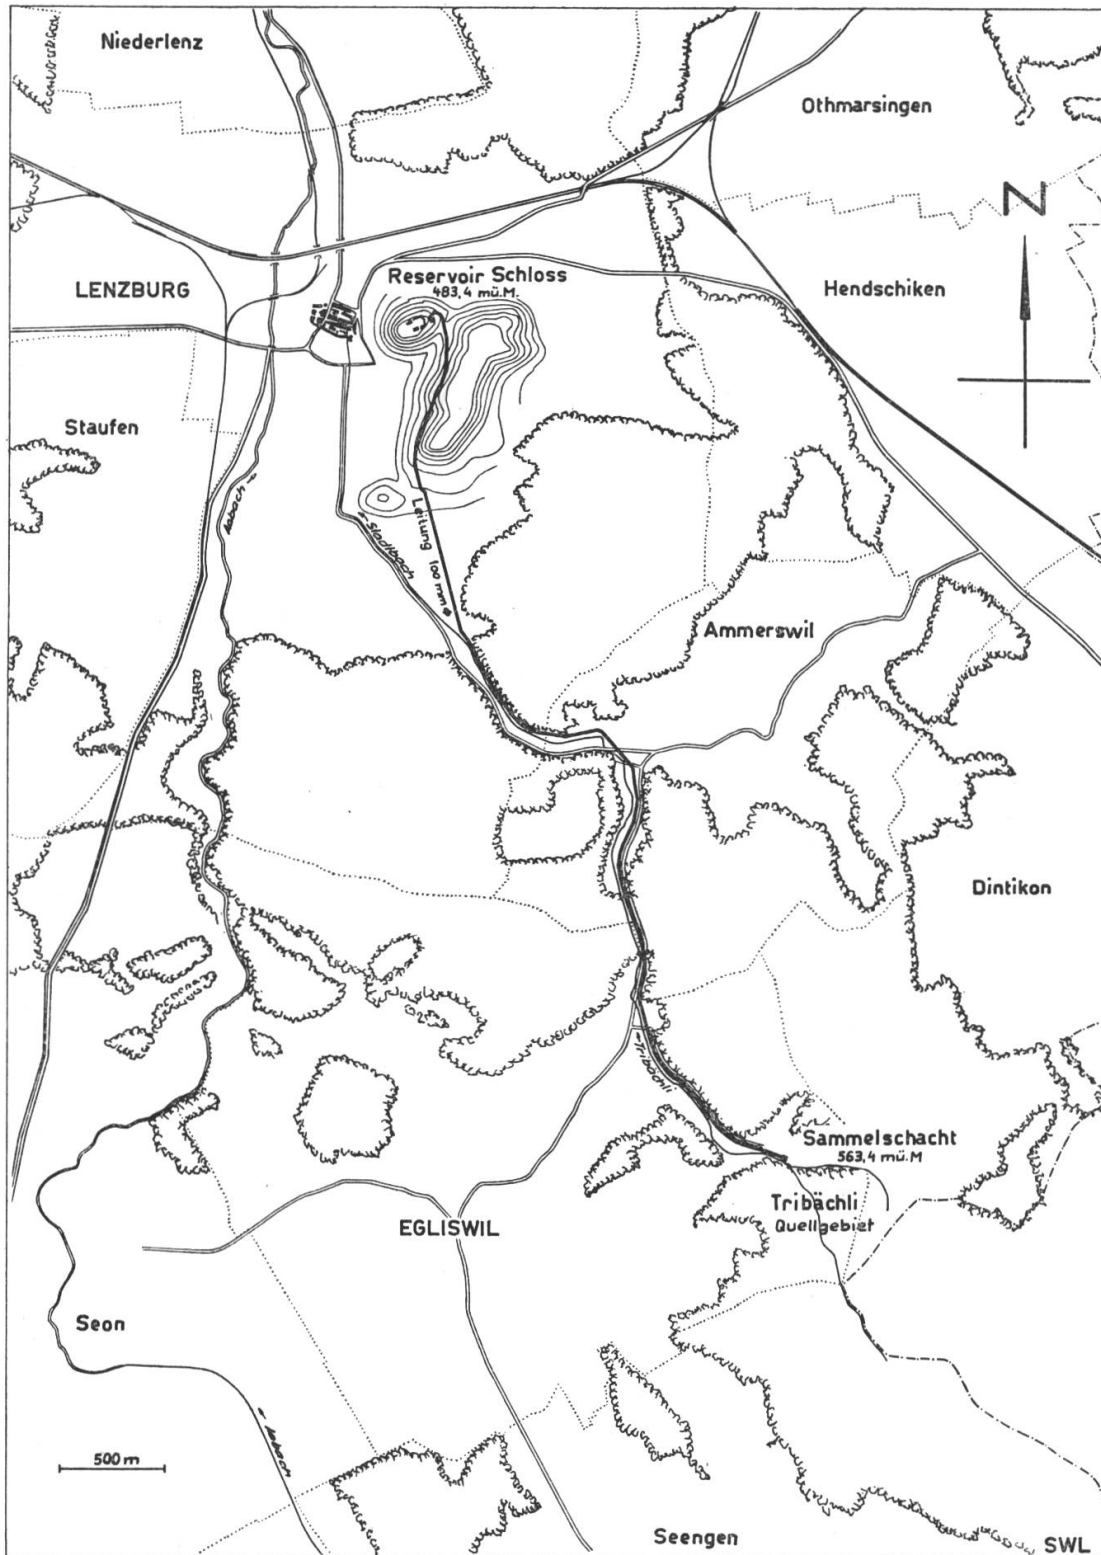 Niederlenz
Othmarsingen
N
Reservoir Schloss
483,4 mü.M.
LENZBURG
Hendschiken
Staufen
Aabach
Stadtbach
Leitung 100 mm
Ammerswil
Dintikon
Tribächli
Sammelschacht
563,4 mü.M
Tribächli
Quellgebiet
EGLISWIL
Seon
Aabach
500 m
Seengen
SWL